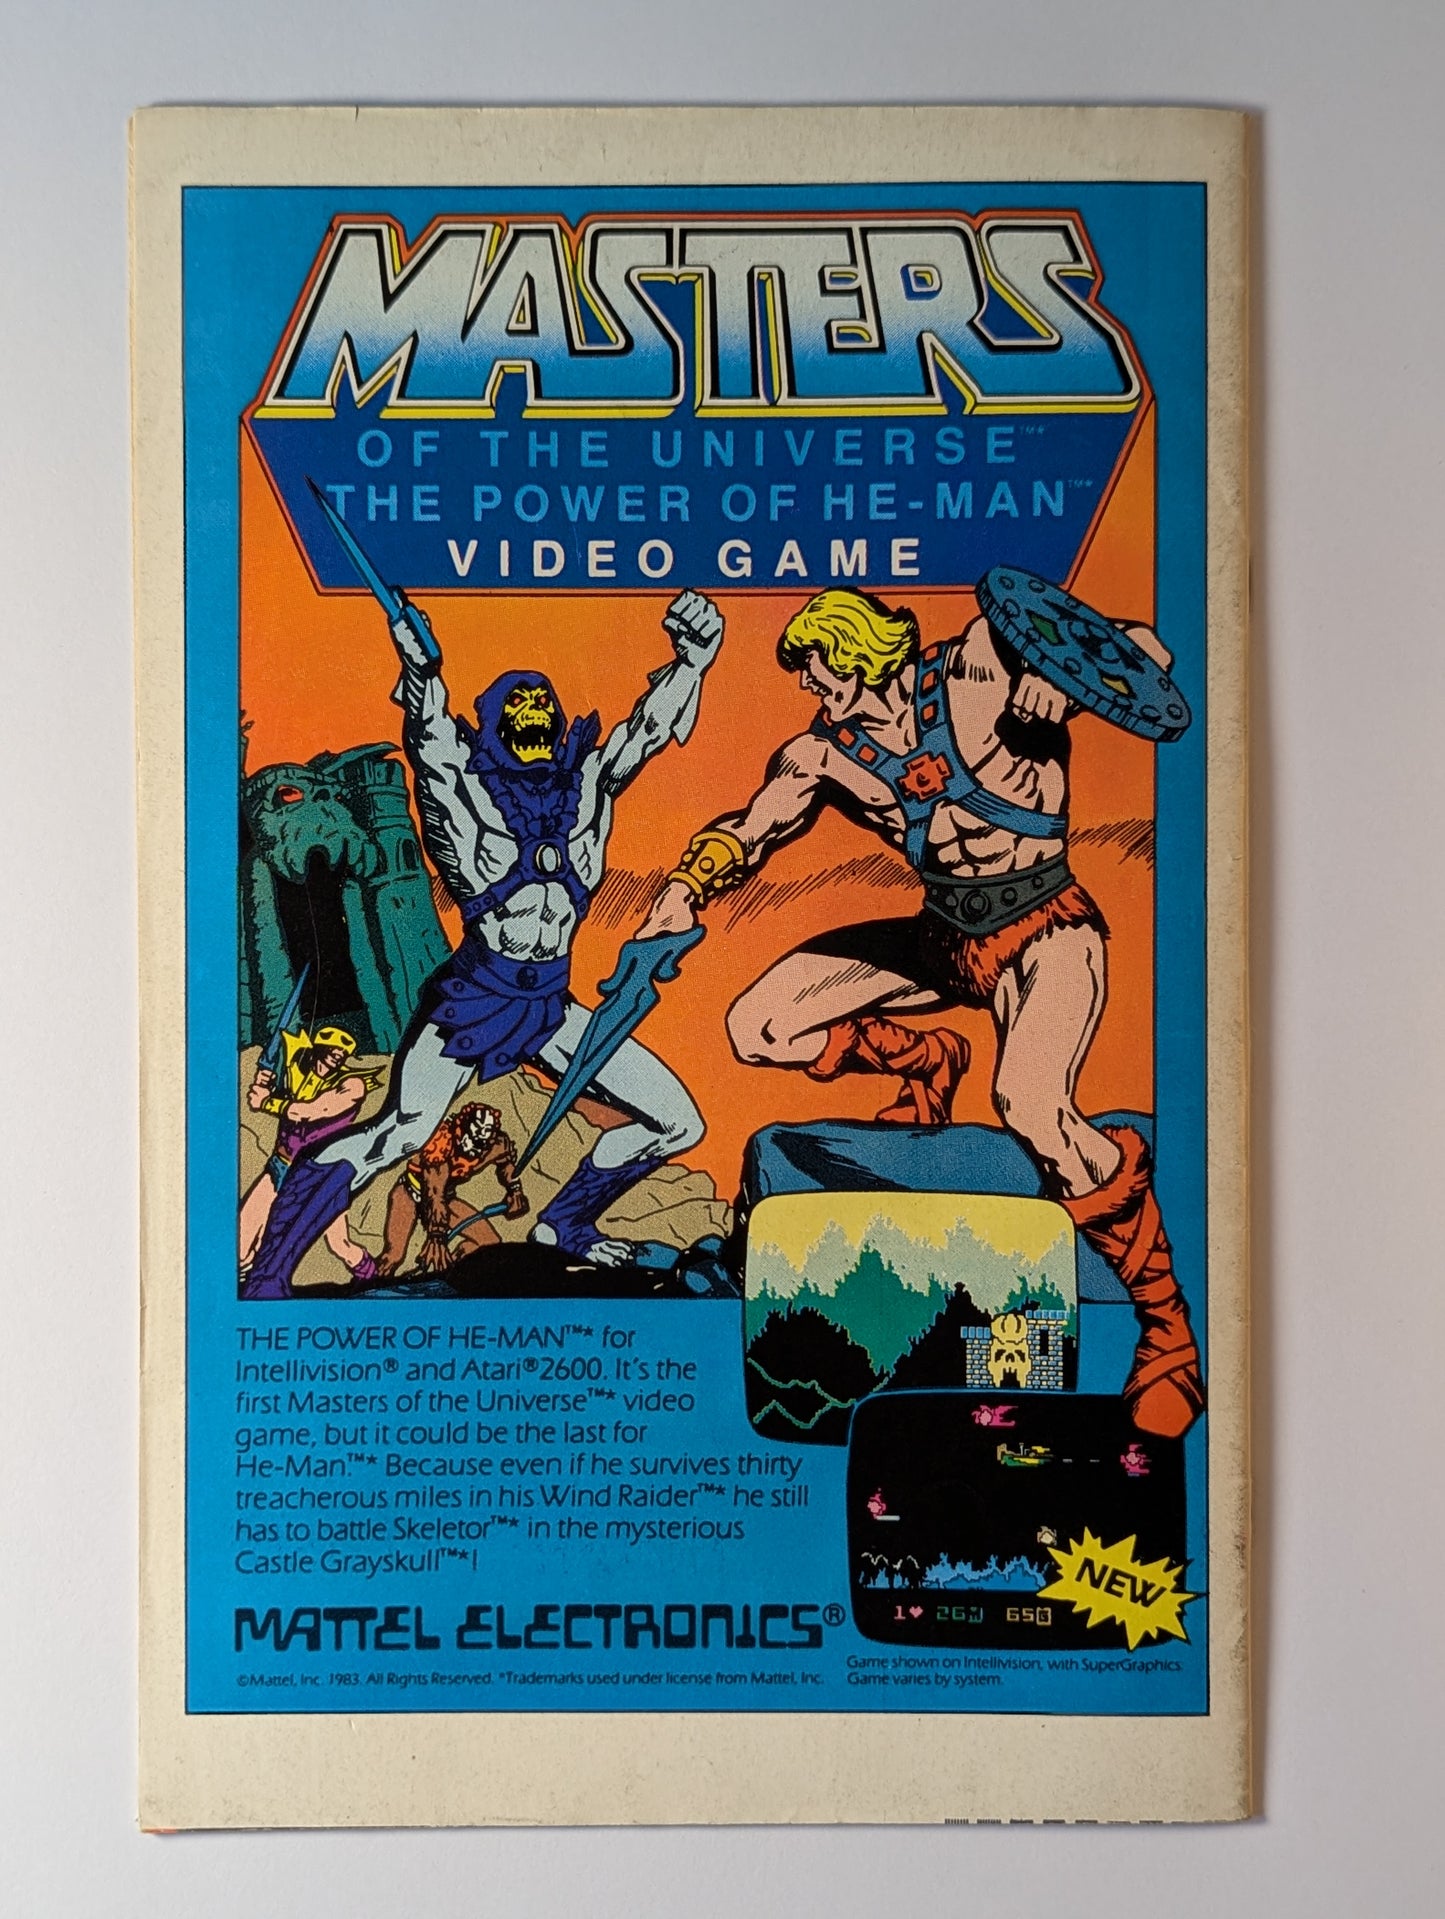 MASTERS
OF THE UNIVERSE™*
THE POWER OF HE-MAN™*
VIDEO GAME
THE POWER OF HE-MAN™* for
Intellivision® and Atari®2600. It's the
first Masters of the Universe™* video
game, but it could be the last for
He-Man.™* Because even if he survives thirty
treacherous miles in his Wind Raider™* he still
has to battle Skeletor™* in the mysterious
Castle Grayskull™*!
1♥ 26M 65
NEW
MATTEL ELECTRONICS®
©Mattel, Inc. 1983. All Rights Reserved. *Trademarks used under license from Mattel, Inc.
Game shown on Intellivision, with SuperGraphics.
Game varies by system.